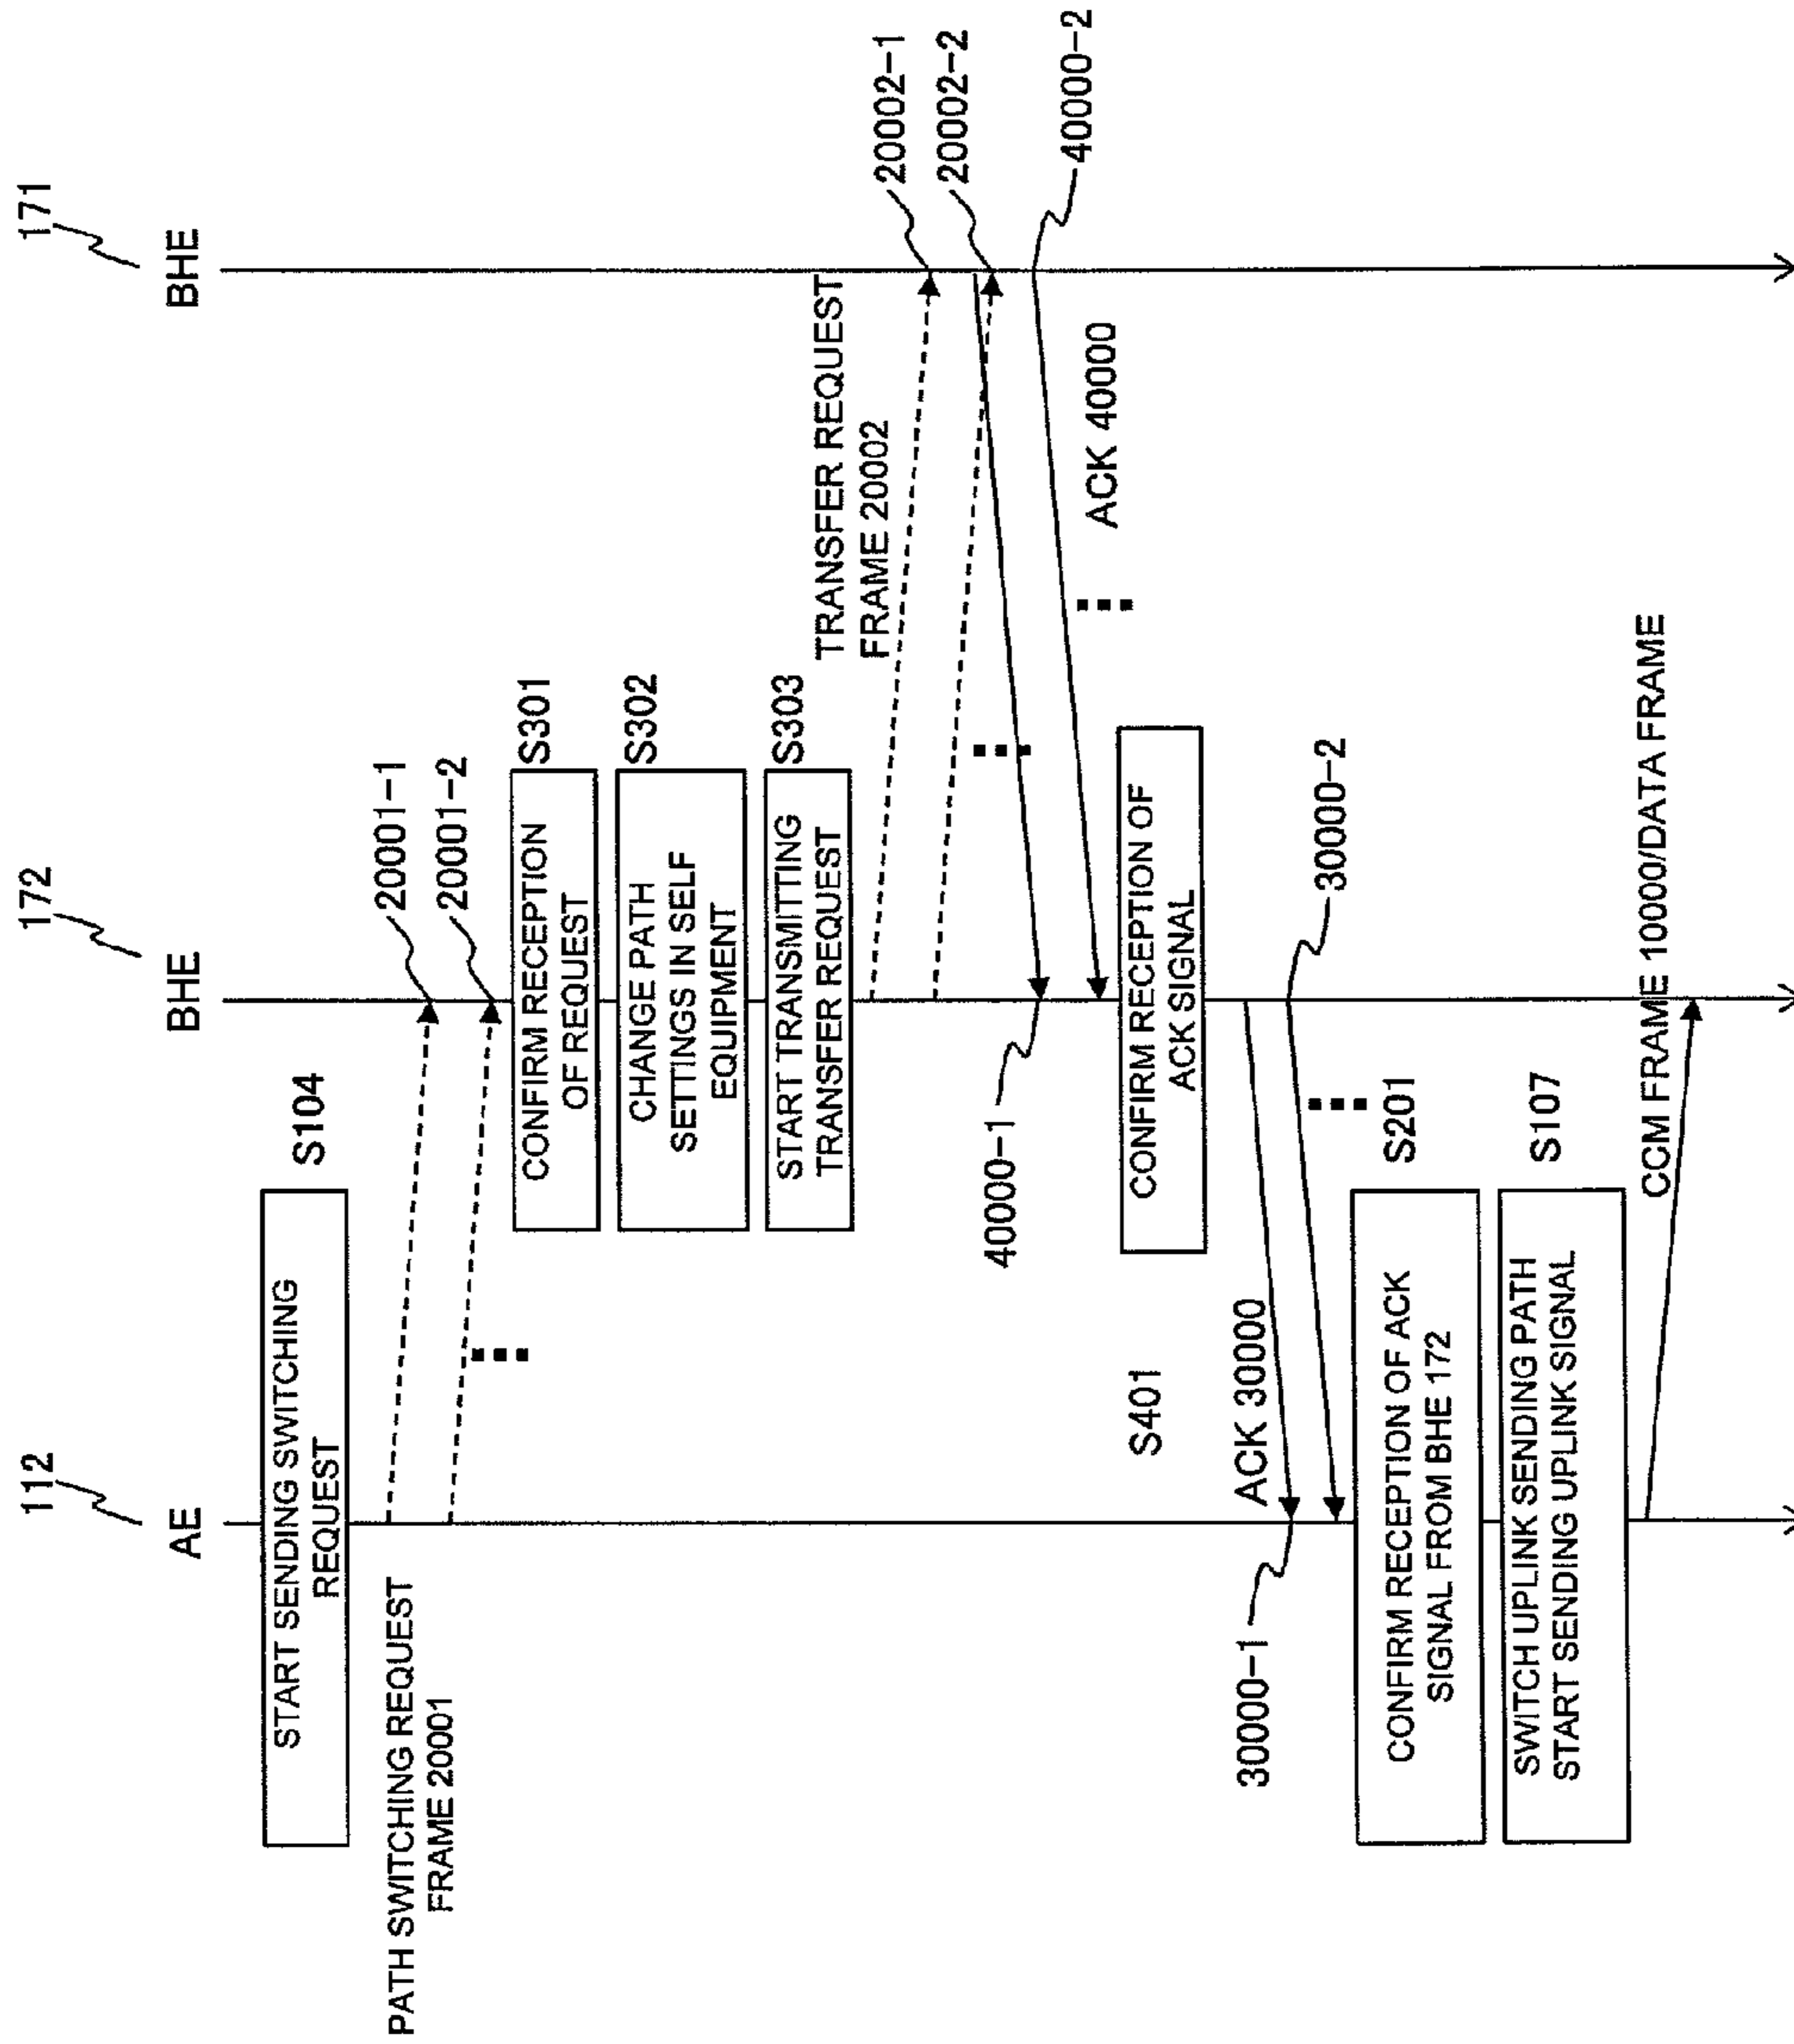 112
AE
172
BHE
171
BHE
START SENDING SWITCHING
REQUEST
S104
PATH SWITCHING REQUEST
FRAME 20001
20001-1
20001-2
CONFIRM RECEPTION
OF REQUEST
S301
CHANGE PATH
SETTINGS IN SELF
EQUIPMENT
S302
START TRANSMITTING
TRANSFER REQUEST
S303
TRANSFER REQUEST
FRAME 20002
20002-1
20002-2
40000-1
40000-2
ACK 40000
CONFIRM RECEPTION OF
ACK SIGNAL
S401
ACK 30000
30000-1
30000-2
CONFIRM RECEPTION OF ACK
SIGNAL FROM BHE 172
S201
SWITCH UPLINK SENDING PATH
START SENDING UPLINK SIGNAL
S107
CCM FRAME 10000/DATA FRAME